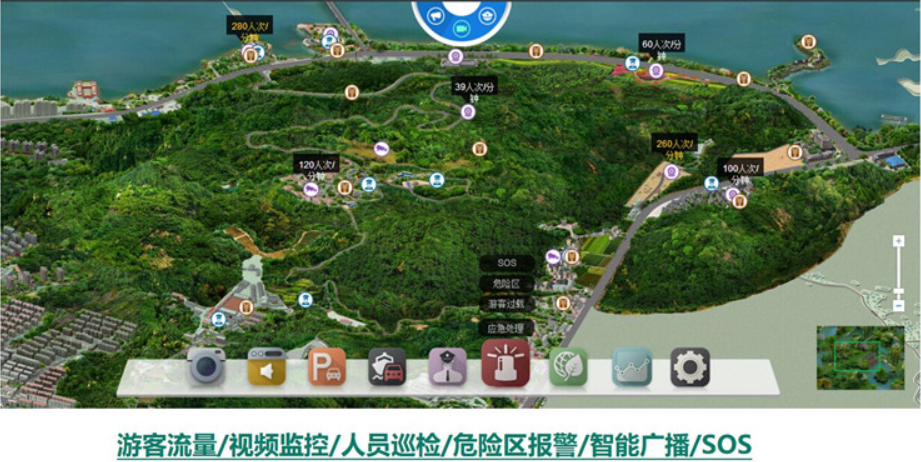 280人次/
分钟
60人次/分
钟
39人次/分
钟
120人次/
分钟
260人次/
分钟
100人次/
分钟
SOS
危险区
游客过载
应急处理
P
游客流量/视频监控/人员巡检/危险区报警/智能广播/SOS